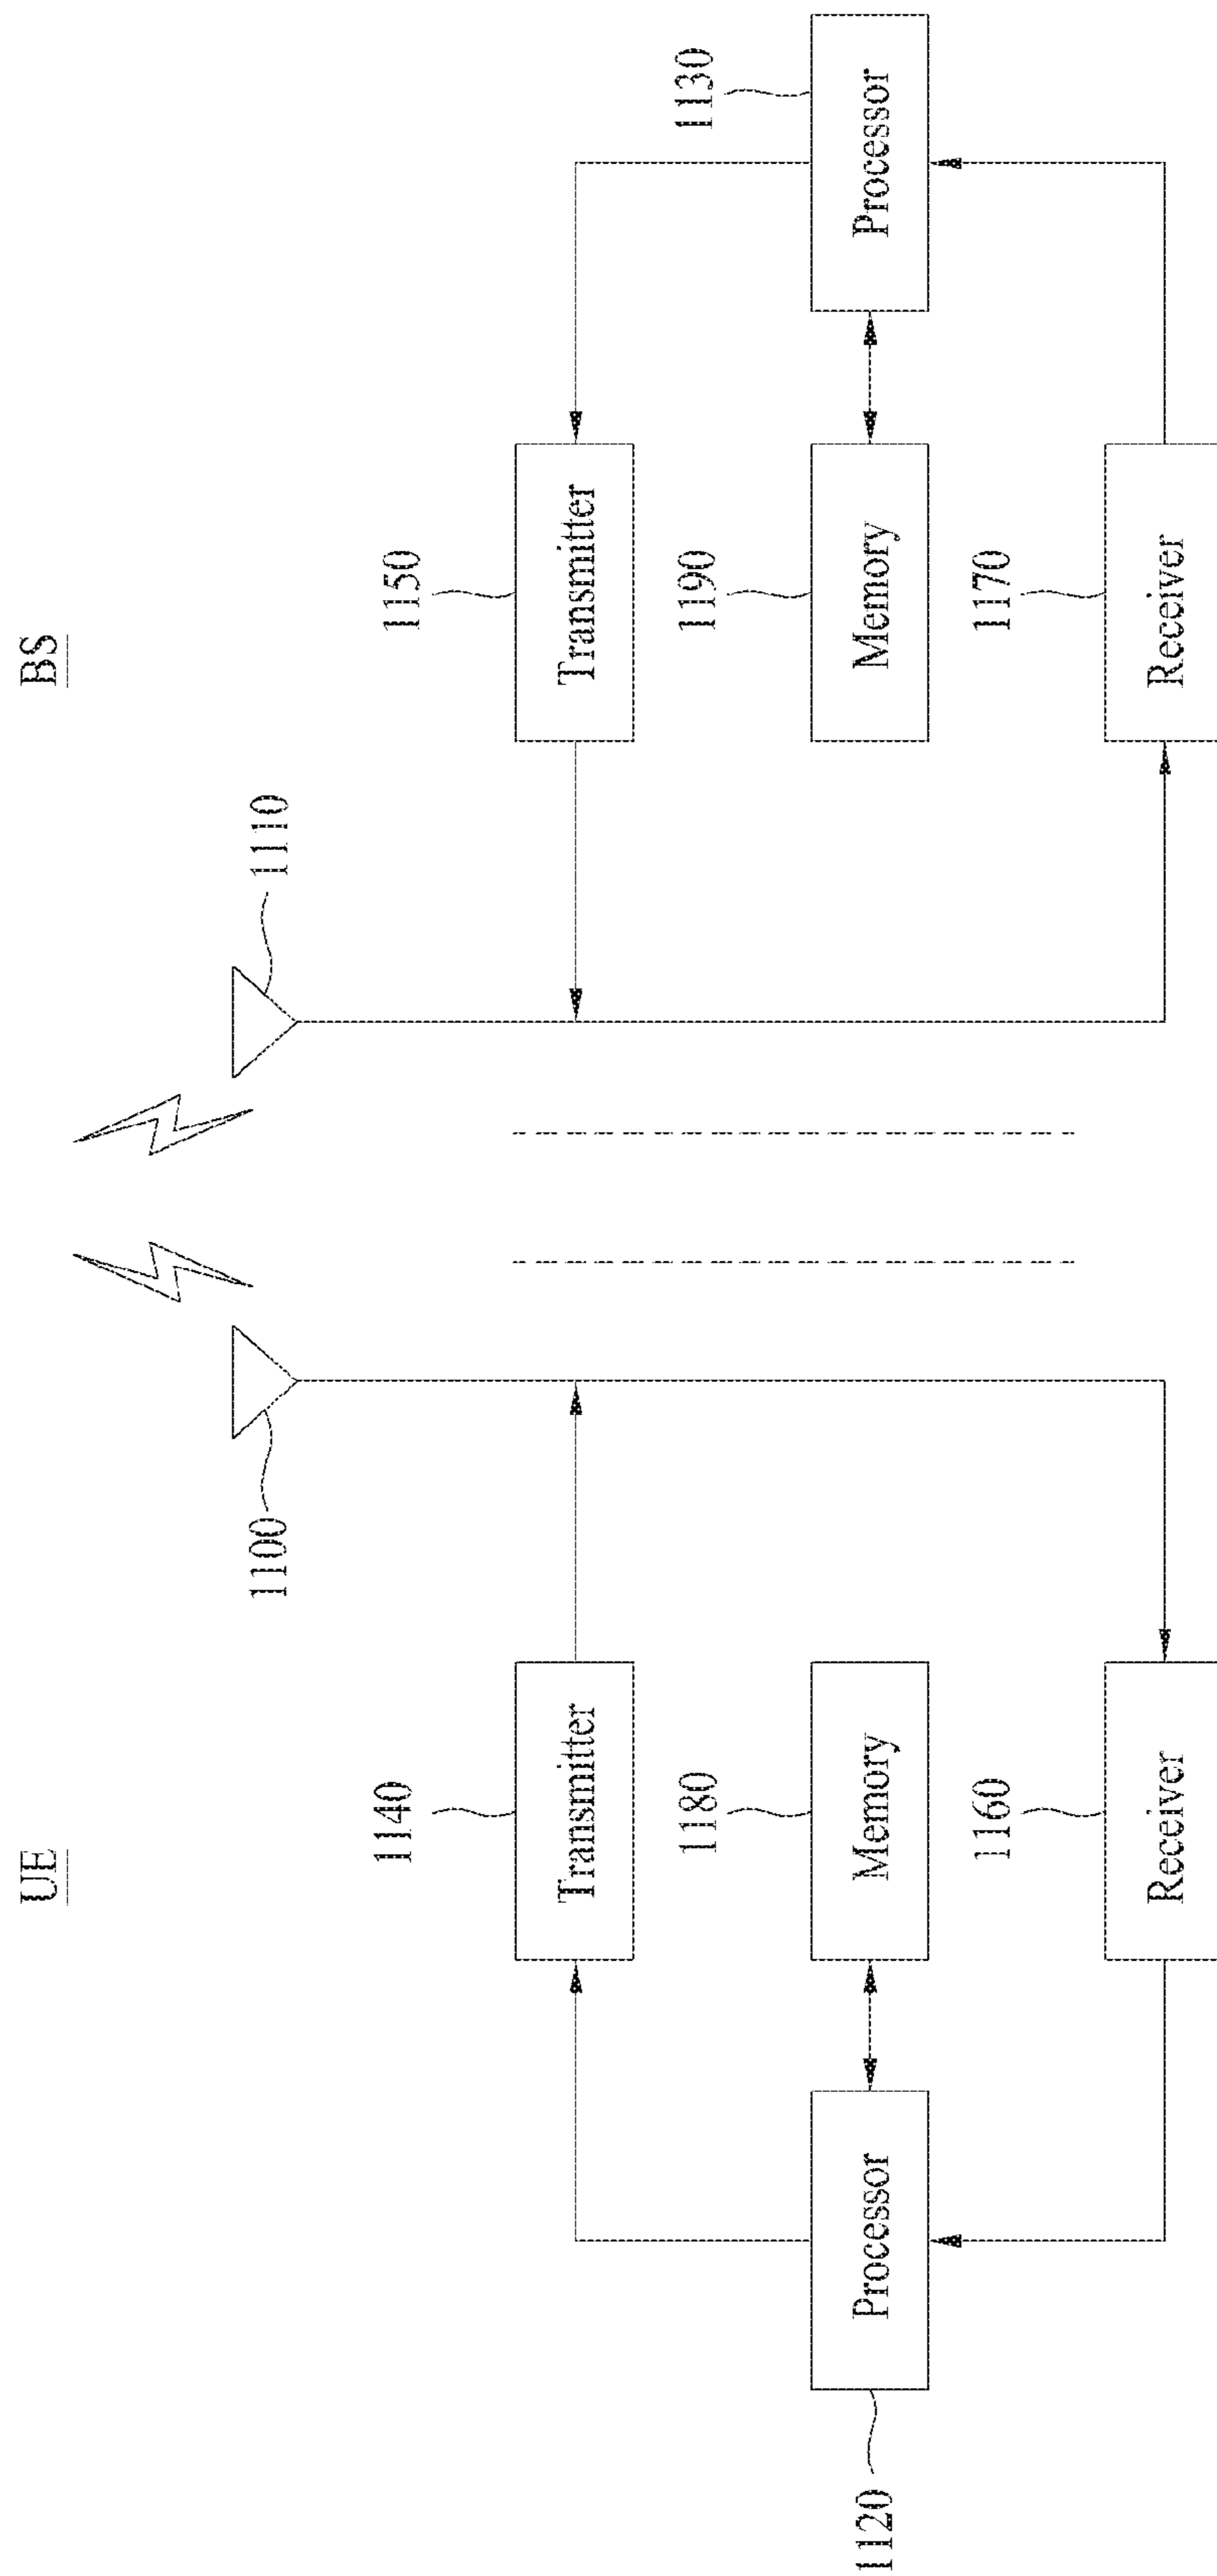 UE
BS
1100
1110
1140
Transmitter
1150
Transmitter
1120
Processor
1180
Memory
1190
Memory
1130
Processor
1160
Receiver
1170
Receiver